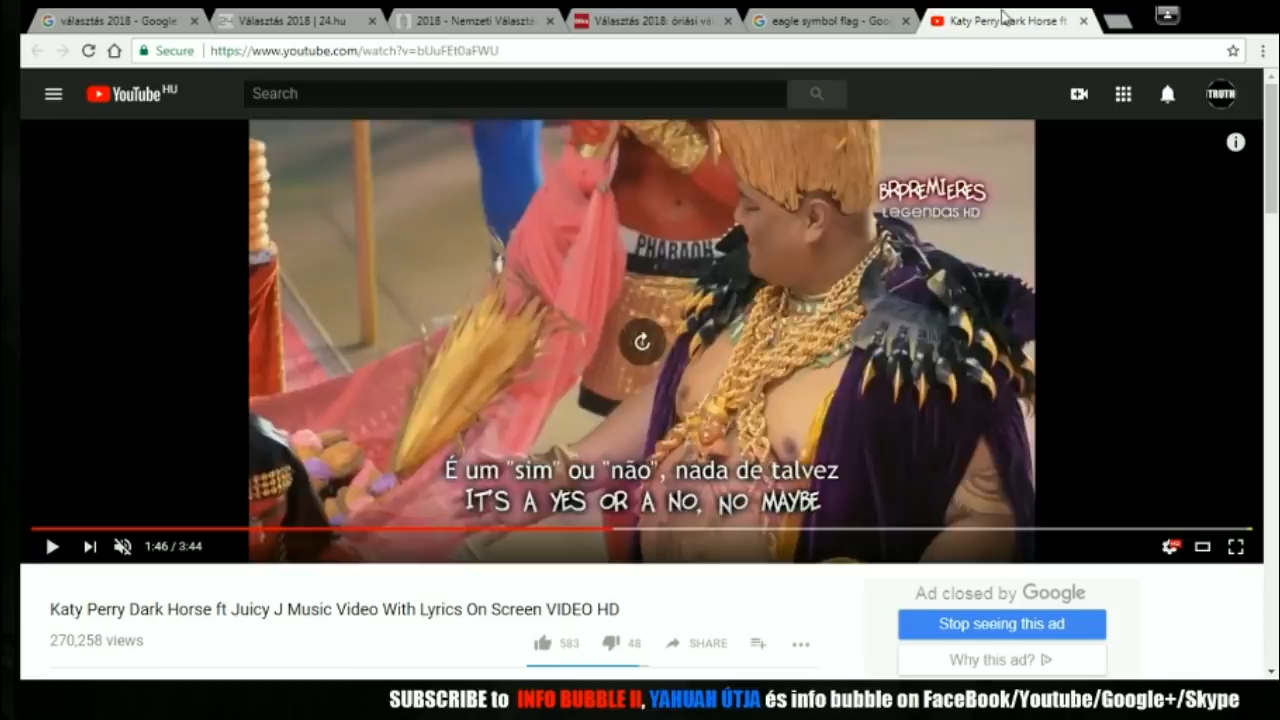 választás 2018 - Google
Választás 2018 | 24.hu
2018 - Nemzeti Választá
Választás 2018: óriási vá
eagle symbol flag - Goo
Katy Perry Dark Horse ft
Secure
https://www.youtube.com/watch?v=bUuFEt0aFWU
YouTube HU
Search
TRUTH
BRPREMIERES
LEGENDAS HD
PHARAOH
É um "sim" ou "não", nada de talvez
IT'S A YES OR A NO, NO MAYBE
1:46 / 3:44
HD
Katy Perry Dark Horse ft Juicy J Music Video With Lyrics On Screen VIDEO HD
270,258 views
583
48
SHARE
Ad closed by Google
Stop seeing this ad
Why this ad?
SUBSCRIBE to INFO BUBBLE II, YAHUAH ÚTJA és info bubble on FaceBook/Youtube/Google+/Skype